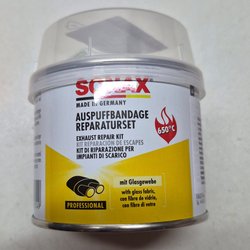 SONAX
MADE IN GERMANY
AUSPUFFBANDAGE
REPARATURSET
650°C
EXHAUST REPAIR KIT
KIT REPARACIÓN DE ESCAPES
KIT DI RIPARAZIONE PER
IMPIANTI DI SCARICO
mit Glasgewebe
with glass fabric,
con fibra de vidrio,
con fibra di vetro
PROFESSIONAL